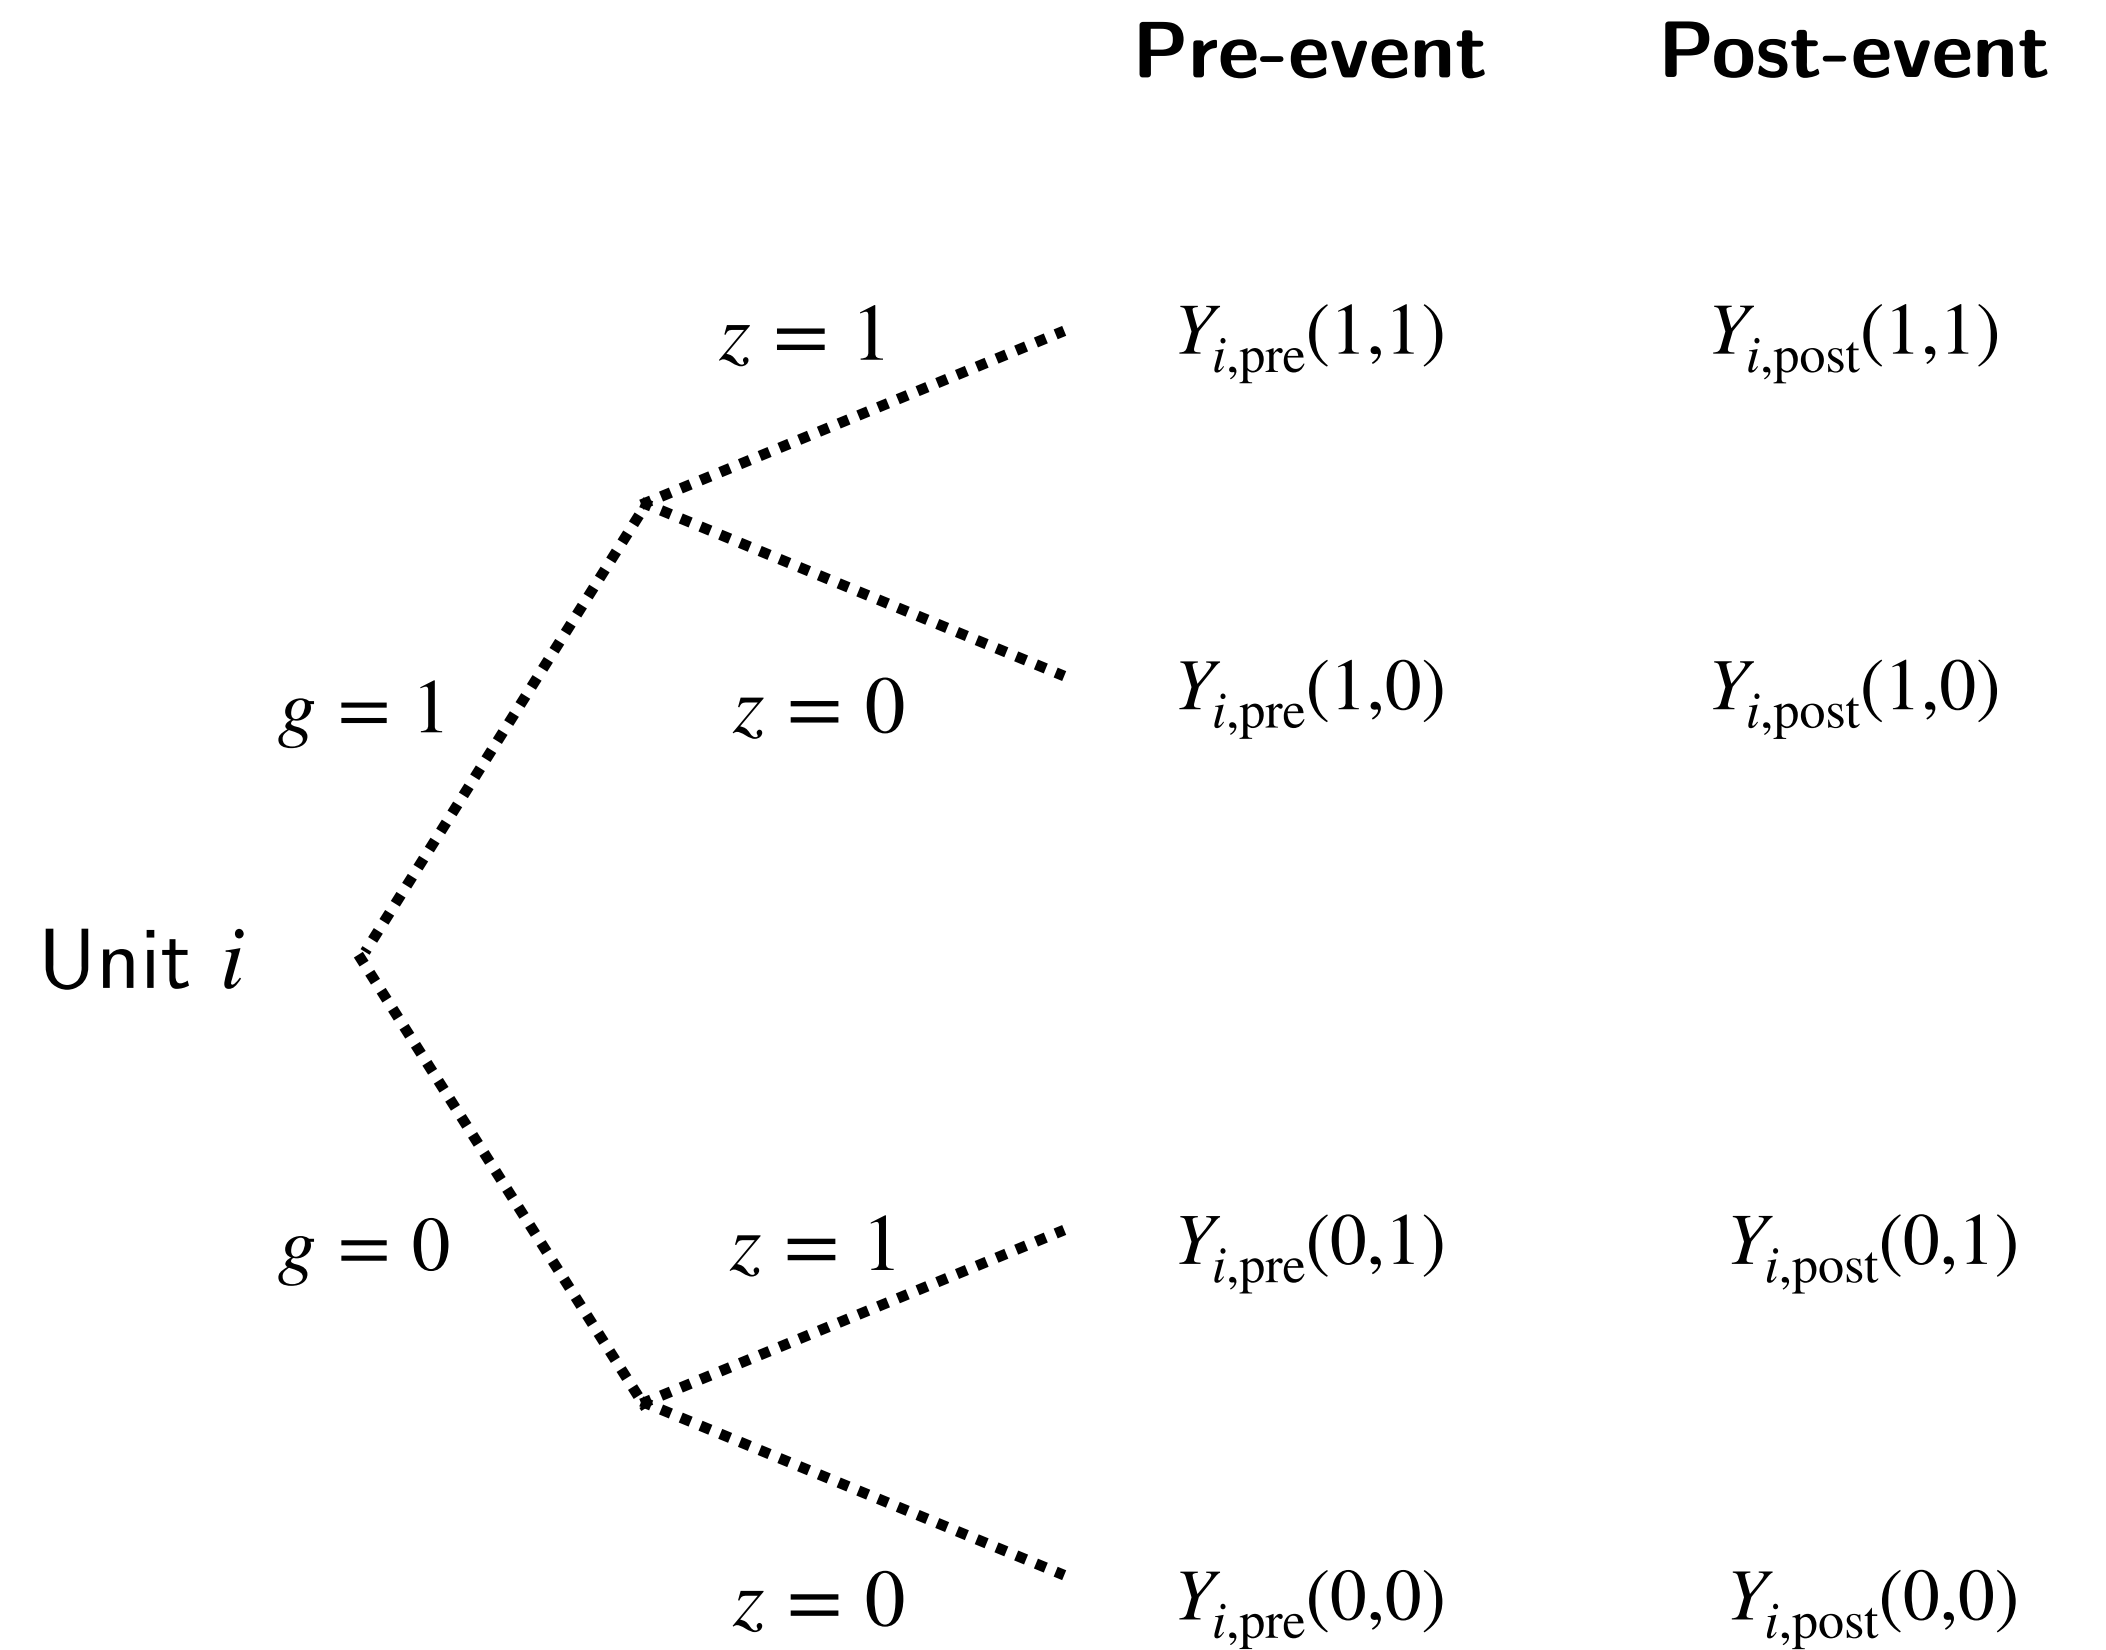 Pre-event Post-event
z = 1 Y_{i,pre}(1,1) Y_{i,post}(1,1)
g = 1 z = 0 Y_{i,pre}(1,0) Y_{i,post}(1,0)
Unit i
g = 0 z = 1 Y_{i,pre}(0,1) Y_{i,post}(0,1)
z = 0 Y_{i,pre}(0,0) Y_{i,post}(0,0)